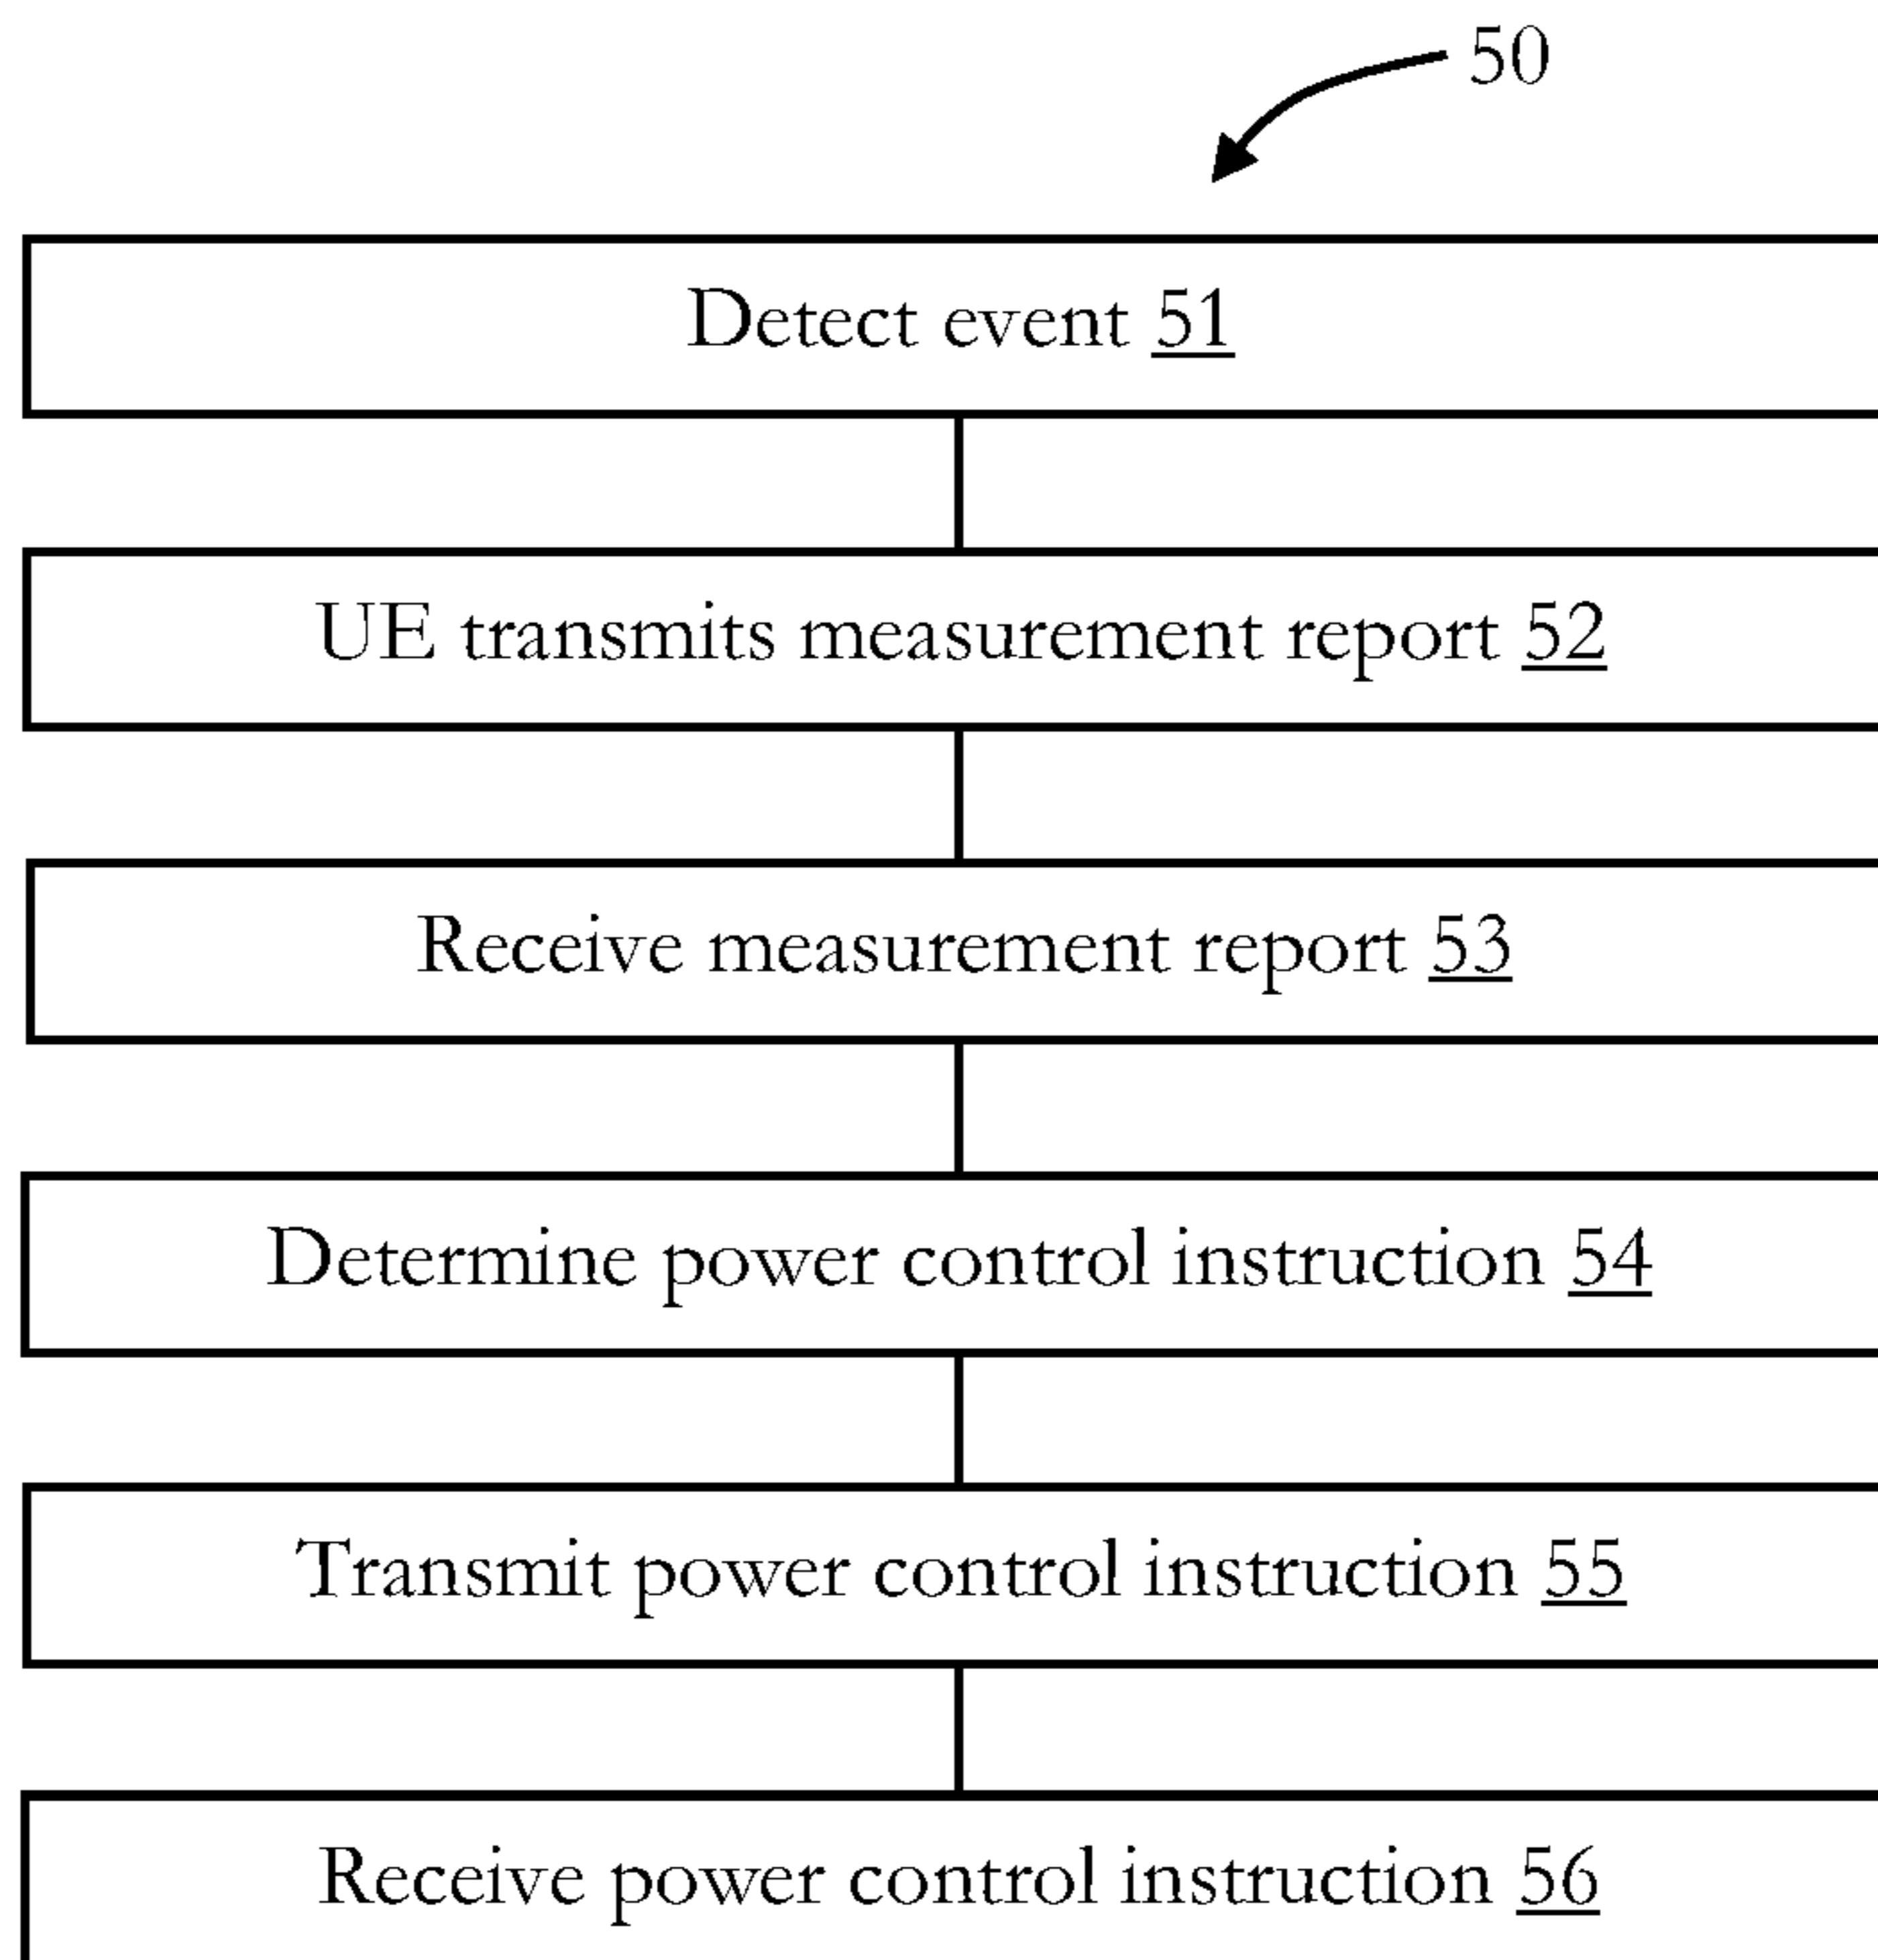 50
Detect event 51
UE transmits measurement report 52
Receive measurement report 53
Determine power control instruction 54
Transmit power control instruction 55
Receive power control instruction 56